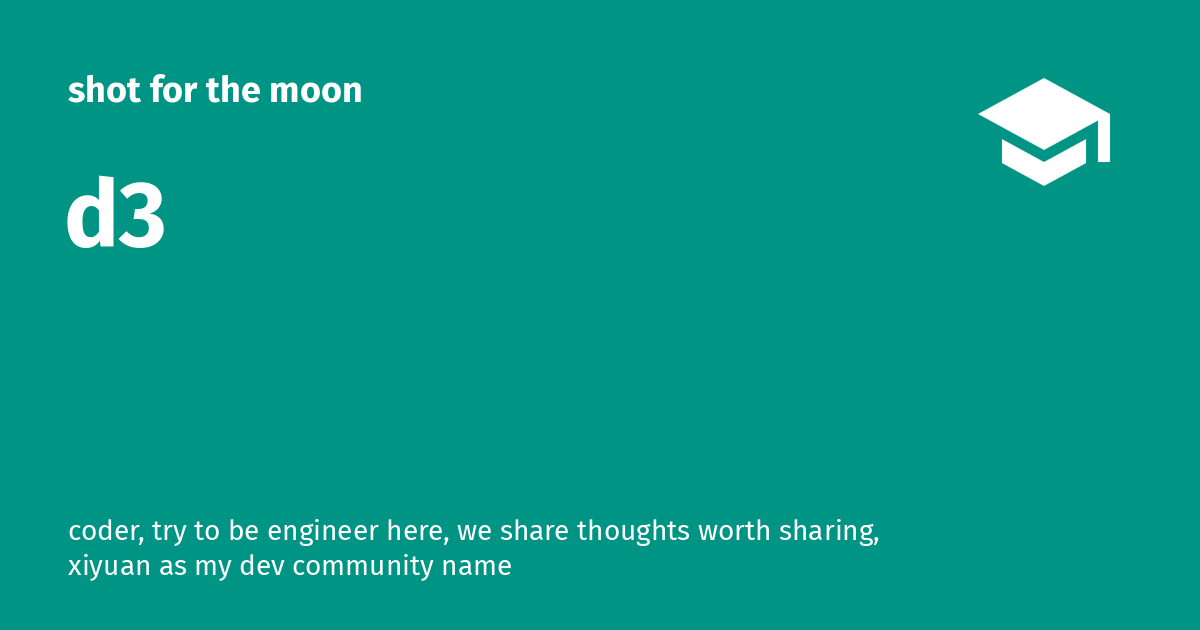 shot for the moon
d3
coder, try to be engineer here, we share thoughts worth sharing,
xiyuan as my dev community name